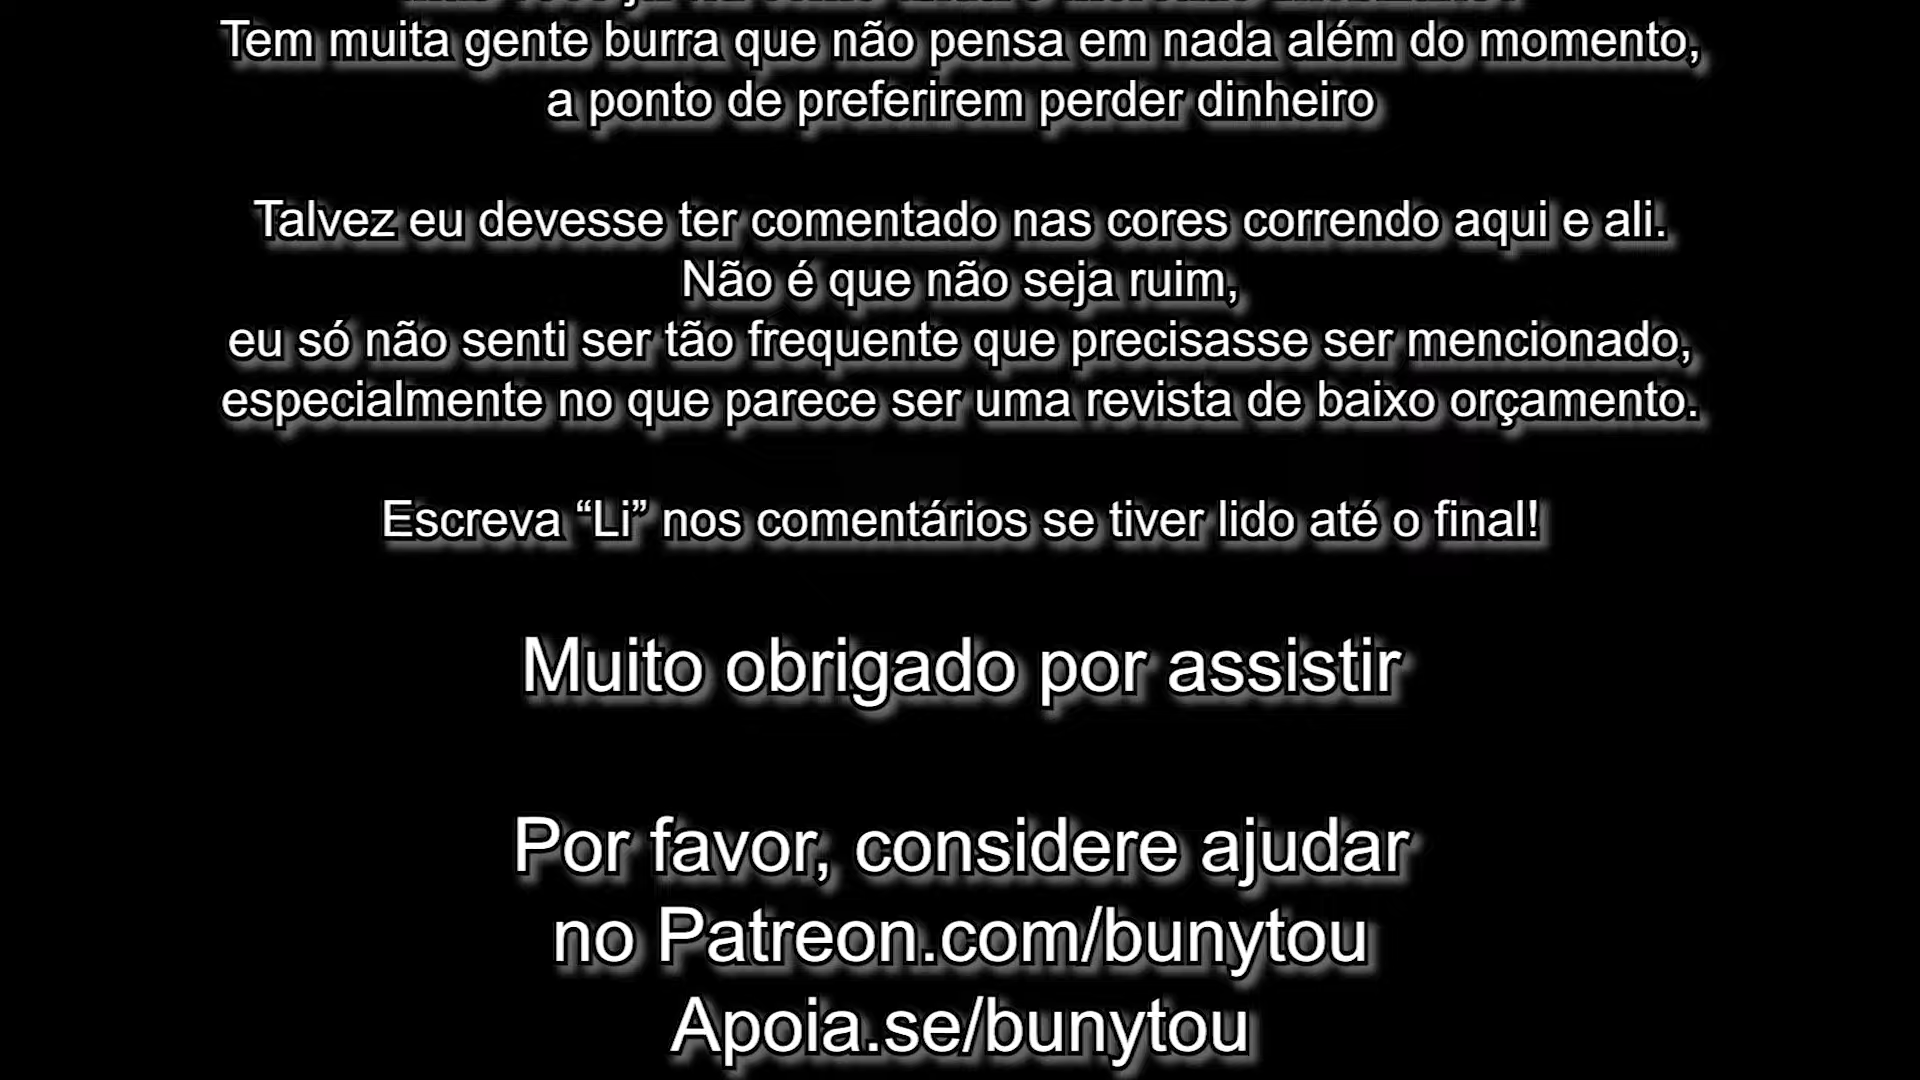 Tem muita gente burra que não pensa em nada além do momento,
a ponto de preferirem perder dinheiro
Talvez eu devesse ter comentado nas cores correndo aqui e ali.
Não é que não seja ruim,
eu só não senti ser tão frequente que precisasse ser mencionado,
especialmente no que parece ser uma revista de baixo orçamento.
Escreva “Li” nos comentários se tiver lido até o final!
Muito obrigado por assistir
Por favor, considere ajudar
no Patreon.com/bunytou
Apoia.se/bunytou